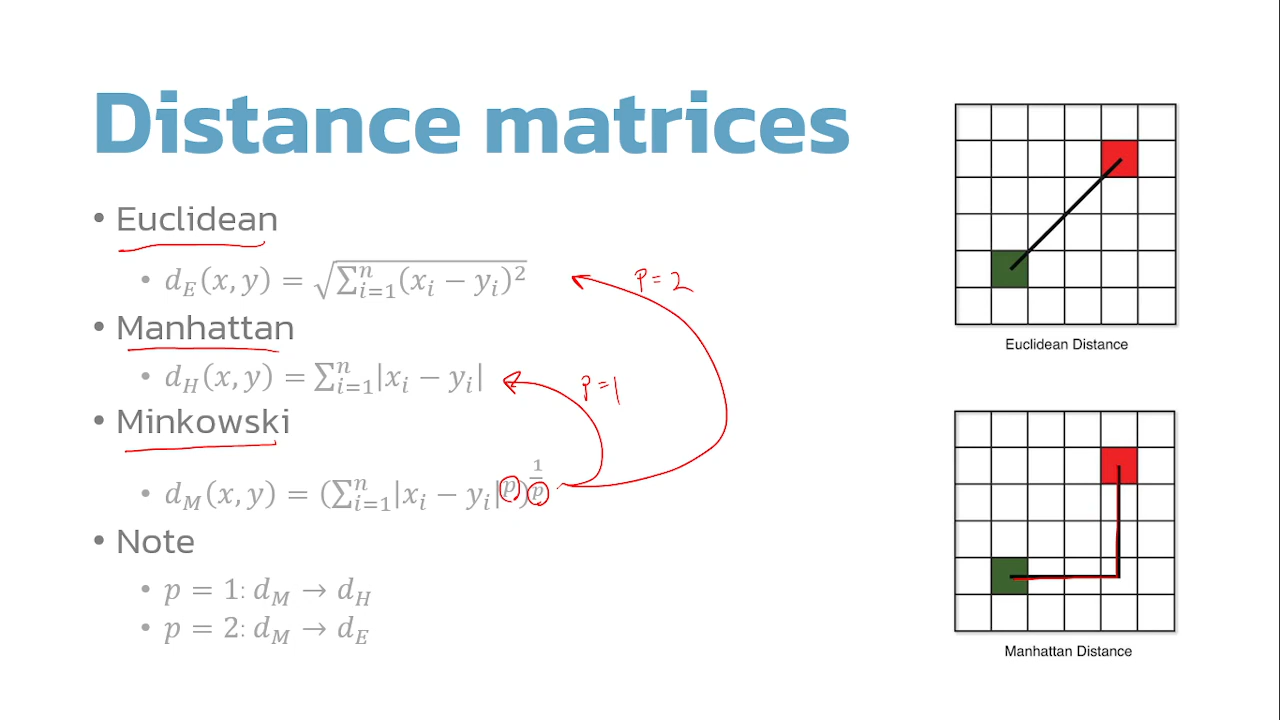 Distance matrices
• Euclidean
• d_E(x, y) = √∑_{i=1}^{n}(x_i − y_i)^2
P = 2
• Manhattan
• d_H(x, y) = ∑_{i=1}^{n}|x_i − y_i|
P = 1
• Minkowski
• d_M(x, y) = (∑_{i=1}^{n}|x_i − y_i|^p)^{1/p}
• Note
• p = 1: d_M → d_H
• p = 2: d_M → d_E
Euclidean Distance
Manhattan Distance